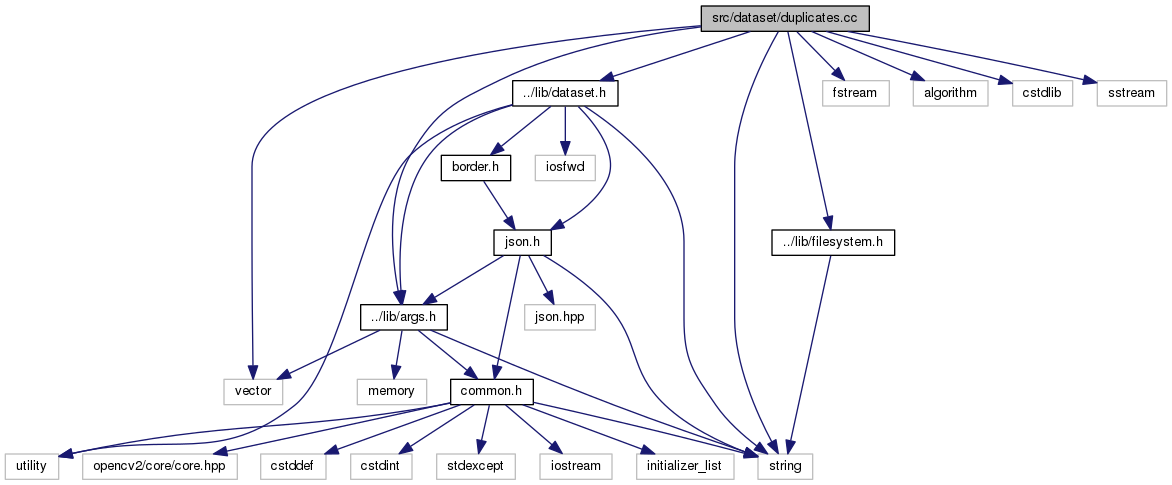 src/dataset/duplicates.cc
../lib/dataset.h
fstream
algorithm
cstdlib
sstream
border.h
iosfwd
json.h
../lib/filesystem.h
../lib/args.h
json.hpp
vector
memory
common.h
utility
opencv2/core/core.hpp
cstddef
cstdint
stdexcept
iostream
initializer_list
string